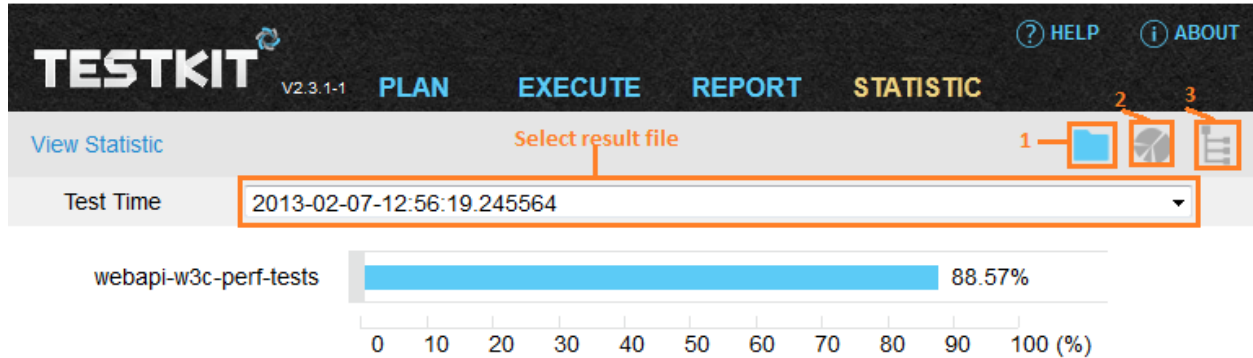 ? HELP i ABOUT
TESTKIT V2.3.1-1 PLAN EXECUTE REPORT STATISTIC
2 3
View Statistic Select result file 1
Test Time 2013-02-07-12:56:19.245564
webapi-w3c-perf-tests 88.57%
0 10 20 30 40 50 60 70 80 90 100 (%)